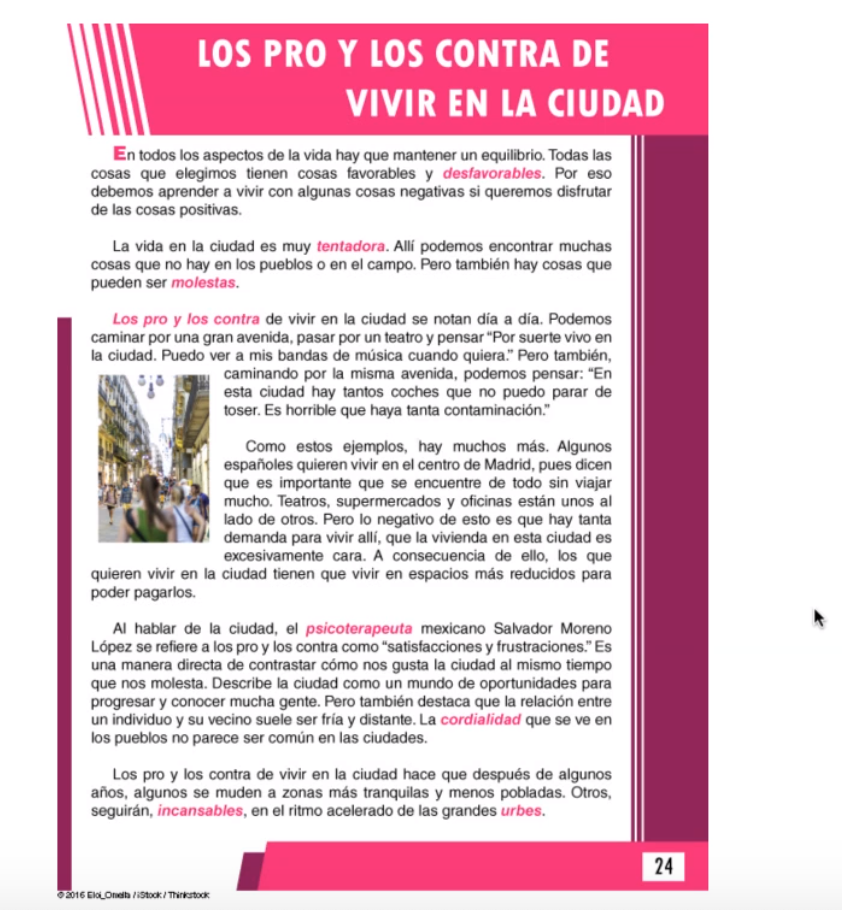 LOS PRO Y LOS CONTRA DE
VIVIR EN LA CIUDAD
En todos los aspectos de la vida hay que mantener un equilibrio. Todas las
cosas que elegimos tienen cosas favorables y desfavorables. Por eso
debemos aprender a vivir con algunas cosas negativas si queremos disfrutar
de las cosas positivas.
La vida en la ciudad es muy tentadora. Allí podemos encontrar muchas
cosas que no hay en los pueblos o en el campo. Pero también hay cosas que
pueden ser molestas.
Los pro y los contra de vivir en la ciudad se notan día a día. Podemos
caminar por una gran avenida, pasar por un teatro y pensar “Por suerte vivo en
la ciudad. Puedo ver a mis bandas de música cuando quiera.” Pero también,
caminando por la misma avenida, podemos pensar: “En
esta ciudad hay tantos coches que no puedo parar de
toser. Es horrible que haya tanta contaminación.”
Como estos ejemplos, hay muchos más. Algunos
españoles quieren vivir en el centro de Madrid, pues dicen
que es importante que se encuentre de todo sin viajar
mucho. Teatros, supermercados y oficinas están unos al
lado de otros. Pero lo negativo de esto es que hay tanta
demanda para vivir allí, que la vivienda en esta ciudad es
excesivamente cara. A consecuencia de ello, los que
quieren vivir en la ciudad tienen que vivir en espacios más reducidos para
poder pagarlos.
Al hablar de la ciudad, el psicoterapeuta mexicano Salvador Moreno
López se refiere a los pro y los contra como “satisfacciones y frustraciones.” Es
una manera directa de contrastar cómo nos gusta la ciudad al mismo tiempo
que nos molesta. Describe la ciudad como un mundo de oportunidades para
progresar y conocer mucha gente. Pero también destaca que la relación entre
un individuo y su vecino suele ser fría y distante. La cordialidad que se ve en
los pueblos no parece ser común en las ciudades.
Los pro y los contra de vivir en la ciudad hace que después de algunos
años, algunos se muden a zonas más tranquilas y menos pobladas. Otros,
seguirán, incansables, en el ritmo acelerado de las grandes urbes.
24
© 2016 Eloi_Omella / iStock / Thinkstock